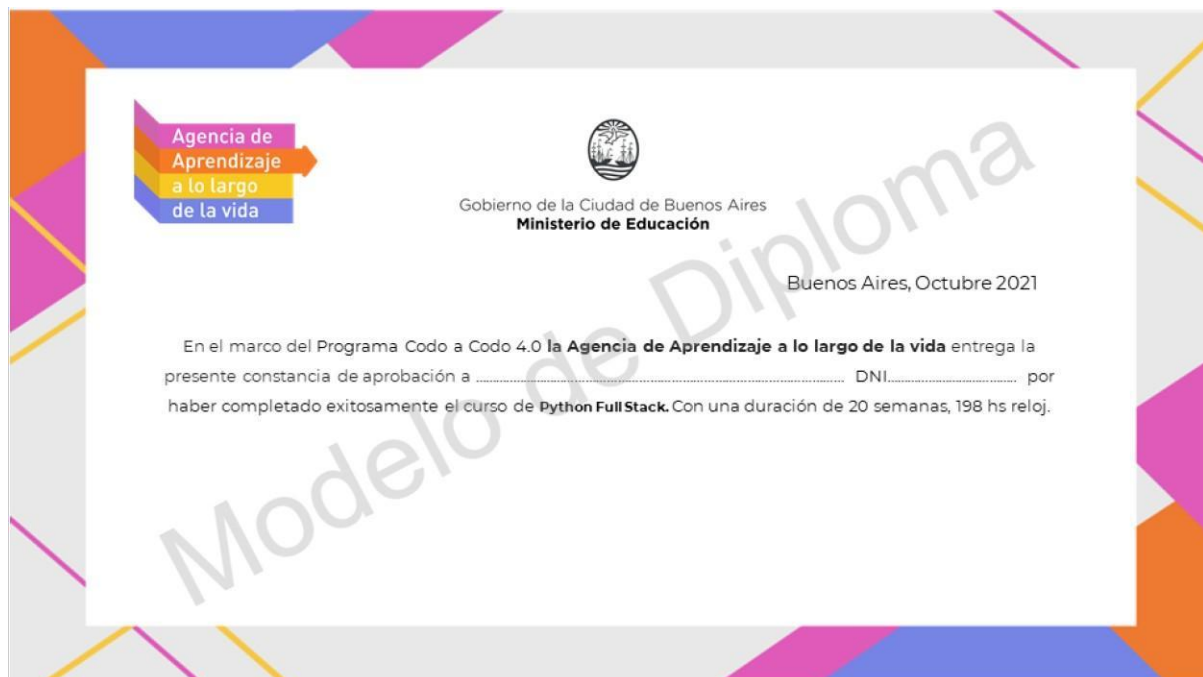 Agencia de
Aprendizaje
a lo largo
de la vida
Gobierno de la Ciudad de Buenos Aires
Ministerio de Educación
Modelo de Diploma
Buenos Aires, Octubre 2021
En el marco del Programa Codo a Codo 4.0 la Agencia de Aprendizaje a lo largo de la vida entrega la
presente constancia de aprobación a ................................................................ DNI........................ por
haber completado exitosamente el curso de Python Full Stack. Con una duración de 20 semanas, 198 hs reloj.